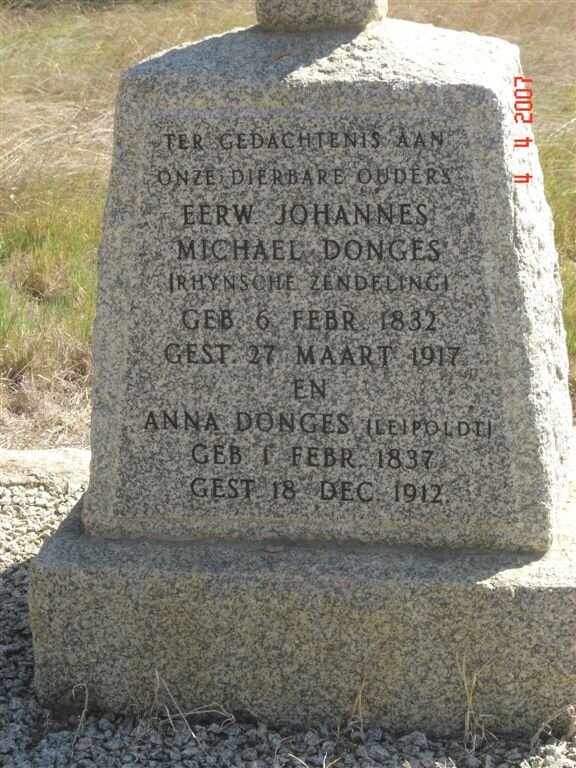 TER GEDACHTENIS AAN
ONZE DIERBARE OUDERS
EERW JOHANNES
MICHAEL DONGES
(RHYNSCHE ZENDELING)
GEB 6 FEBR 1832
GEST 27 MAART 1917
EN
ANNA DONGES (LEIPOLDT)
GEB 1 FEBR 1837
GEST 18 DEC 1912
4 4 2007